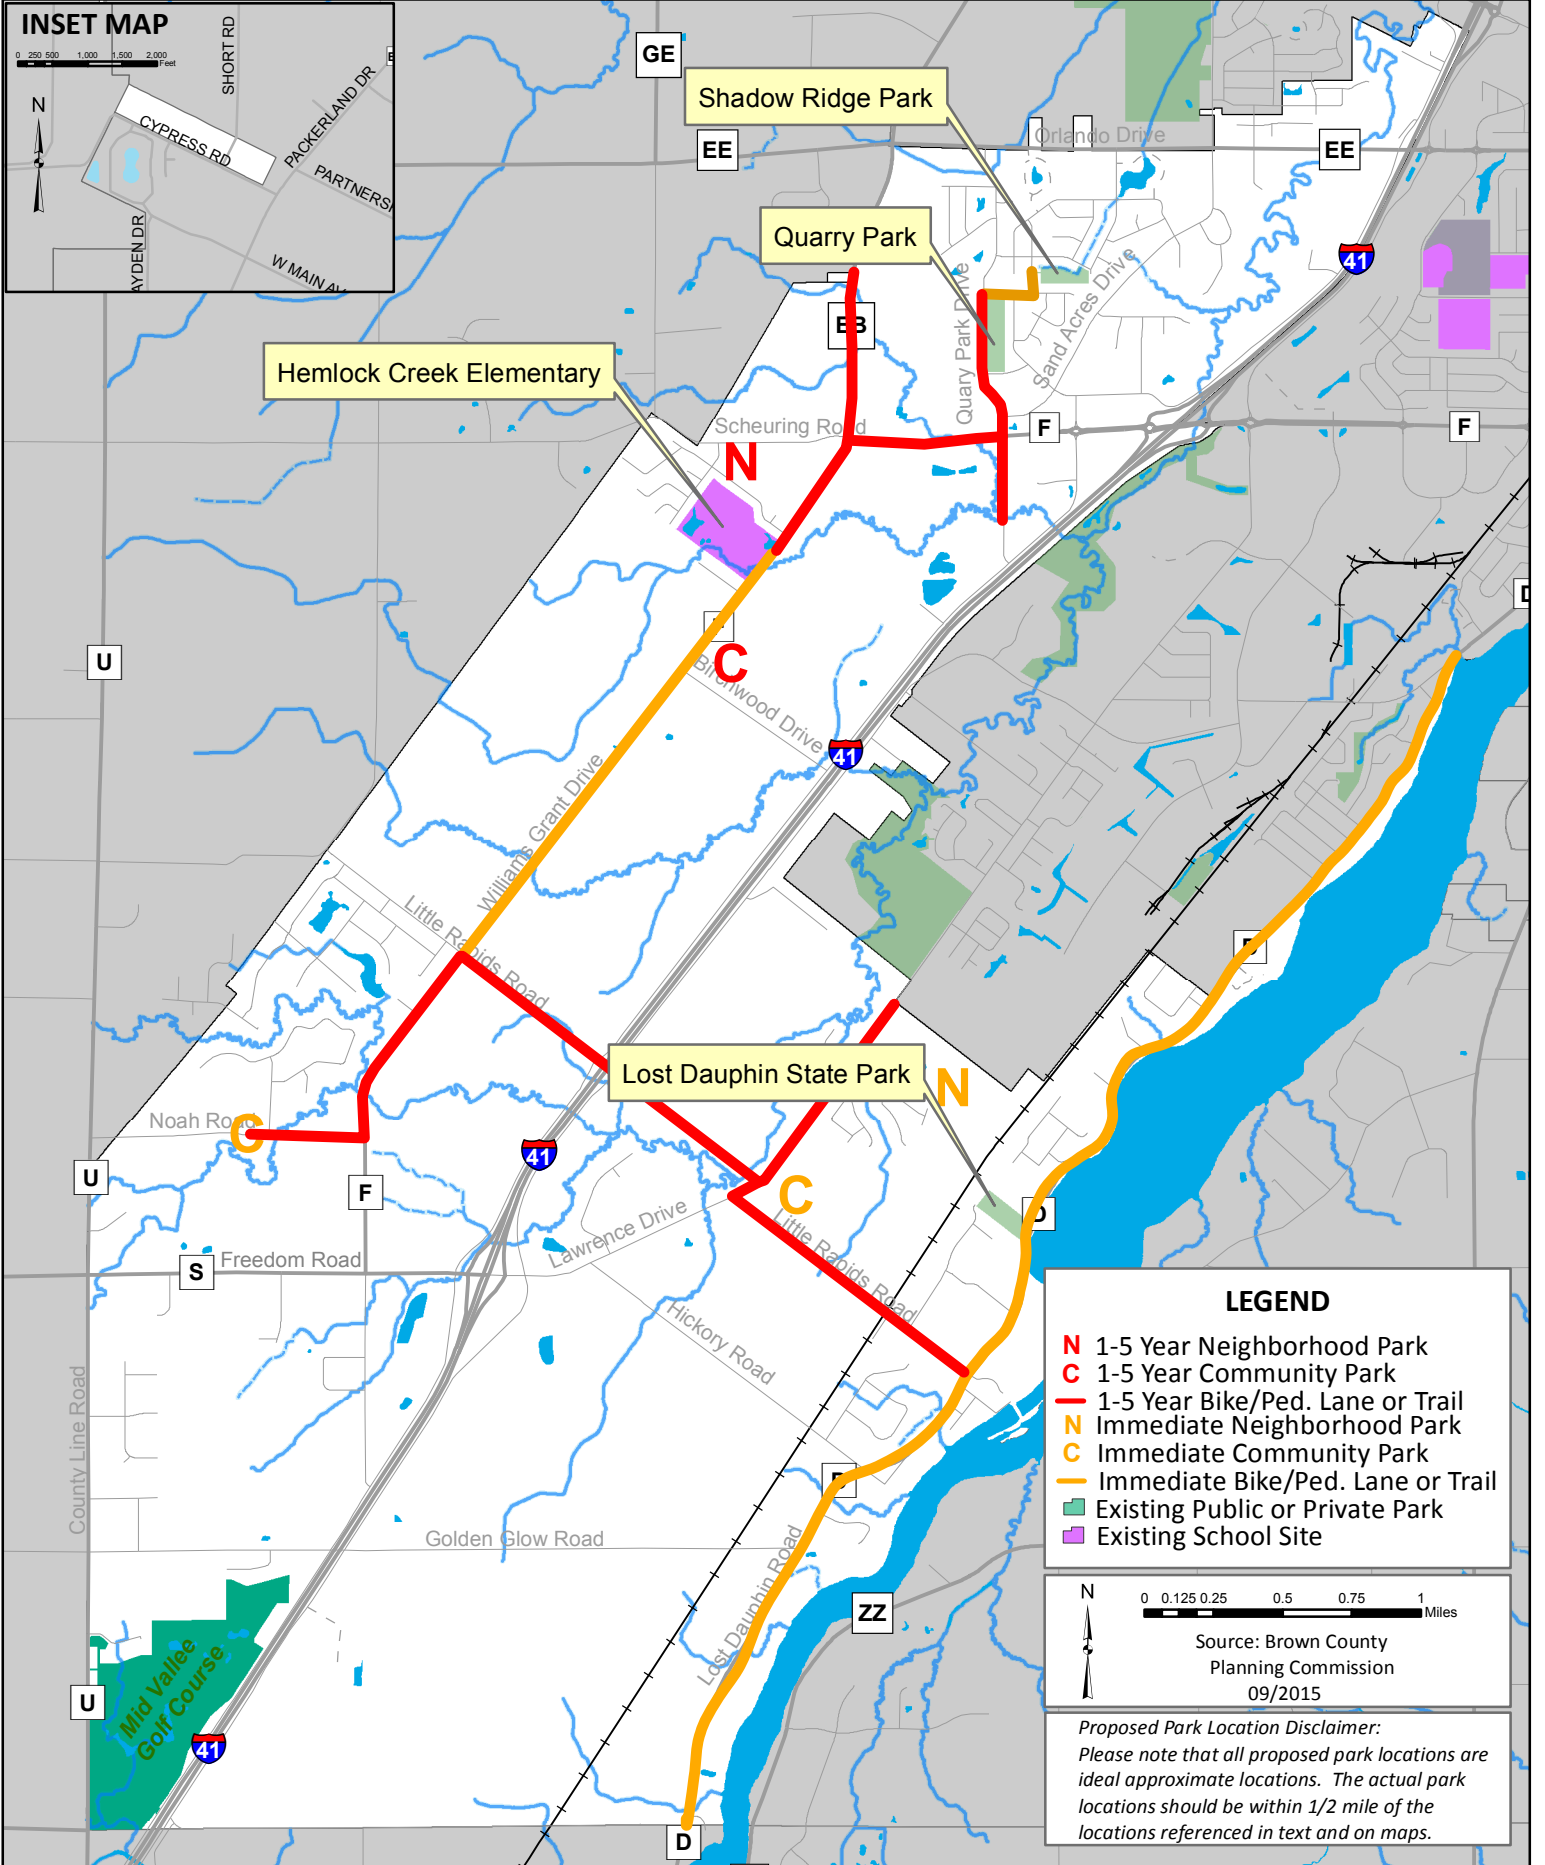 INSET MAP
0 250 500 1,000 1,500 2,000
Feet
N
SHORT RD
CYPRESS RD
PACKERLAND DR
PARTNERS
AYDEN DR
W MAIN AV
GE
Shadow Ridge Park
EE
Orlando Drive
EE
Quarry Park
41
EB
Quary Park Drive
Sand Acres Drive
Hemlock Creek Elementary
Scheuring Road
F
F
N
D
U
C
Birchwood Drive
41
Williams Grant Drive
Little Rapids Road
D
Lost Dauphin State Park
N
Noah Road
C
41
U
F
C
D
Lawrence Drive
Little Rapids Road
S
Freedom Road
Hickory Road
County Line Road
D
Golden Glow Road
Lost Dauphin Road
ZZ
Mid Vallee
Golf Course
U
41
D
LEGEND
N 1-5 Year Neighborhood Park
C 1-5 Year Community Park
1-5 Year Bike/Ped. Lane or Trail
N Immediate Neighborhood Park
C Immediate Community Park
Immediate Bike/Ped. Lane or Trail
Existing Public or Private Park
Existing School Site
N
0 0.125 0.25 0.5 0.75 1
Miles
Source: Brown County
Planning Commission
09/2015
Proposed Park Location Disclaimer:
Please note that all proposed park locations are
ideal approximate locations. The actual park
locations should be within 1/2 mile of the
locations referenced in text and on maps.